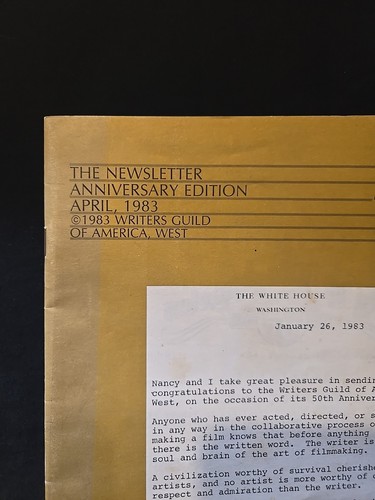 THE NEWSLETTER
ANNIVERSARY EDITION
APRIL, 1983
©1983 WRITERS GUILD
OF AMERICA, WEST
THE WHITE HOUSE
WASHINGTON
January 26, 1983
Nancy and I take great pleasure in sendin
congratulations to the Writers Guild of A
West, on the occasion of its 50th Anniver
Anyone who has ever acted, directed, or s
in any way in the collaborative process o
making a film knows that before anything
there is the written word. The writer is
soul and brain of the art of filmmaking.
A civilization worthy of survival cherishe
artists, and no artist is more worthy of o
respect and admiration than the writer.